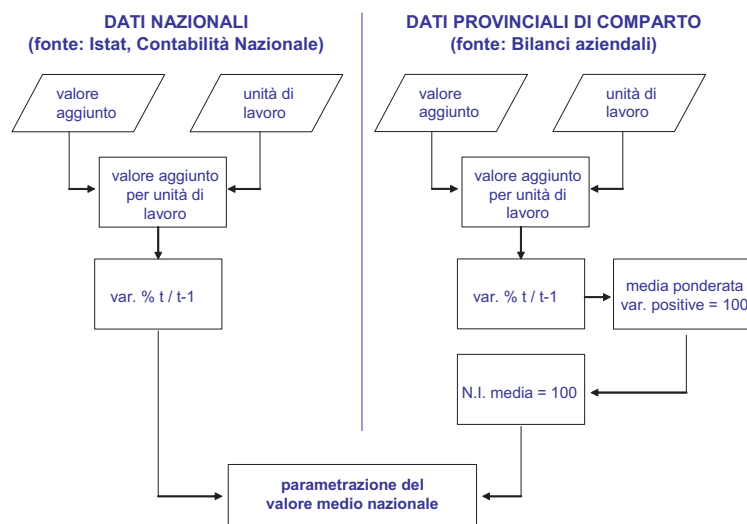 DATI NAZIONALI
(fonte: Istat, Contabilità Nazionale)
valore
aggiunto
unità di
lavoro
valore aggiunto
per unità di
lavoro
var. % t / t-1
DATI PROVINCIALI DI COMPARTO
(fonte: Bilanci aziendali)
valore
aggiunto
unità di
lavoro
valore aggiunto
per unità di
lavoro
var. % t / t-1
media ponderata
var. positive = 100
N.I. media = 100
parametrazione del
valore medio nazionale